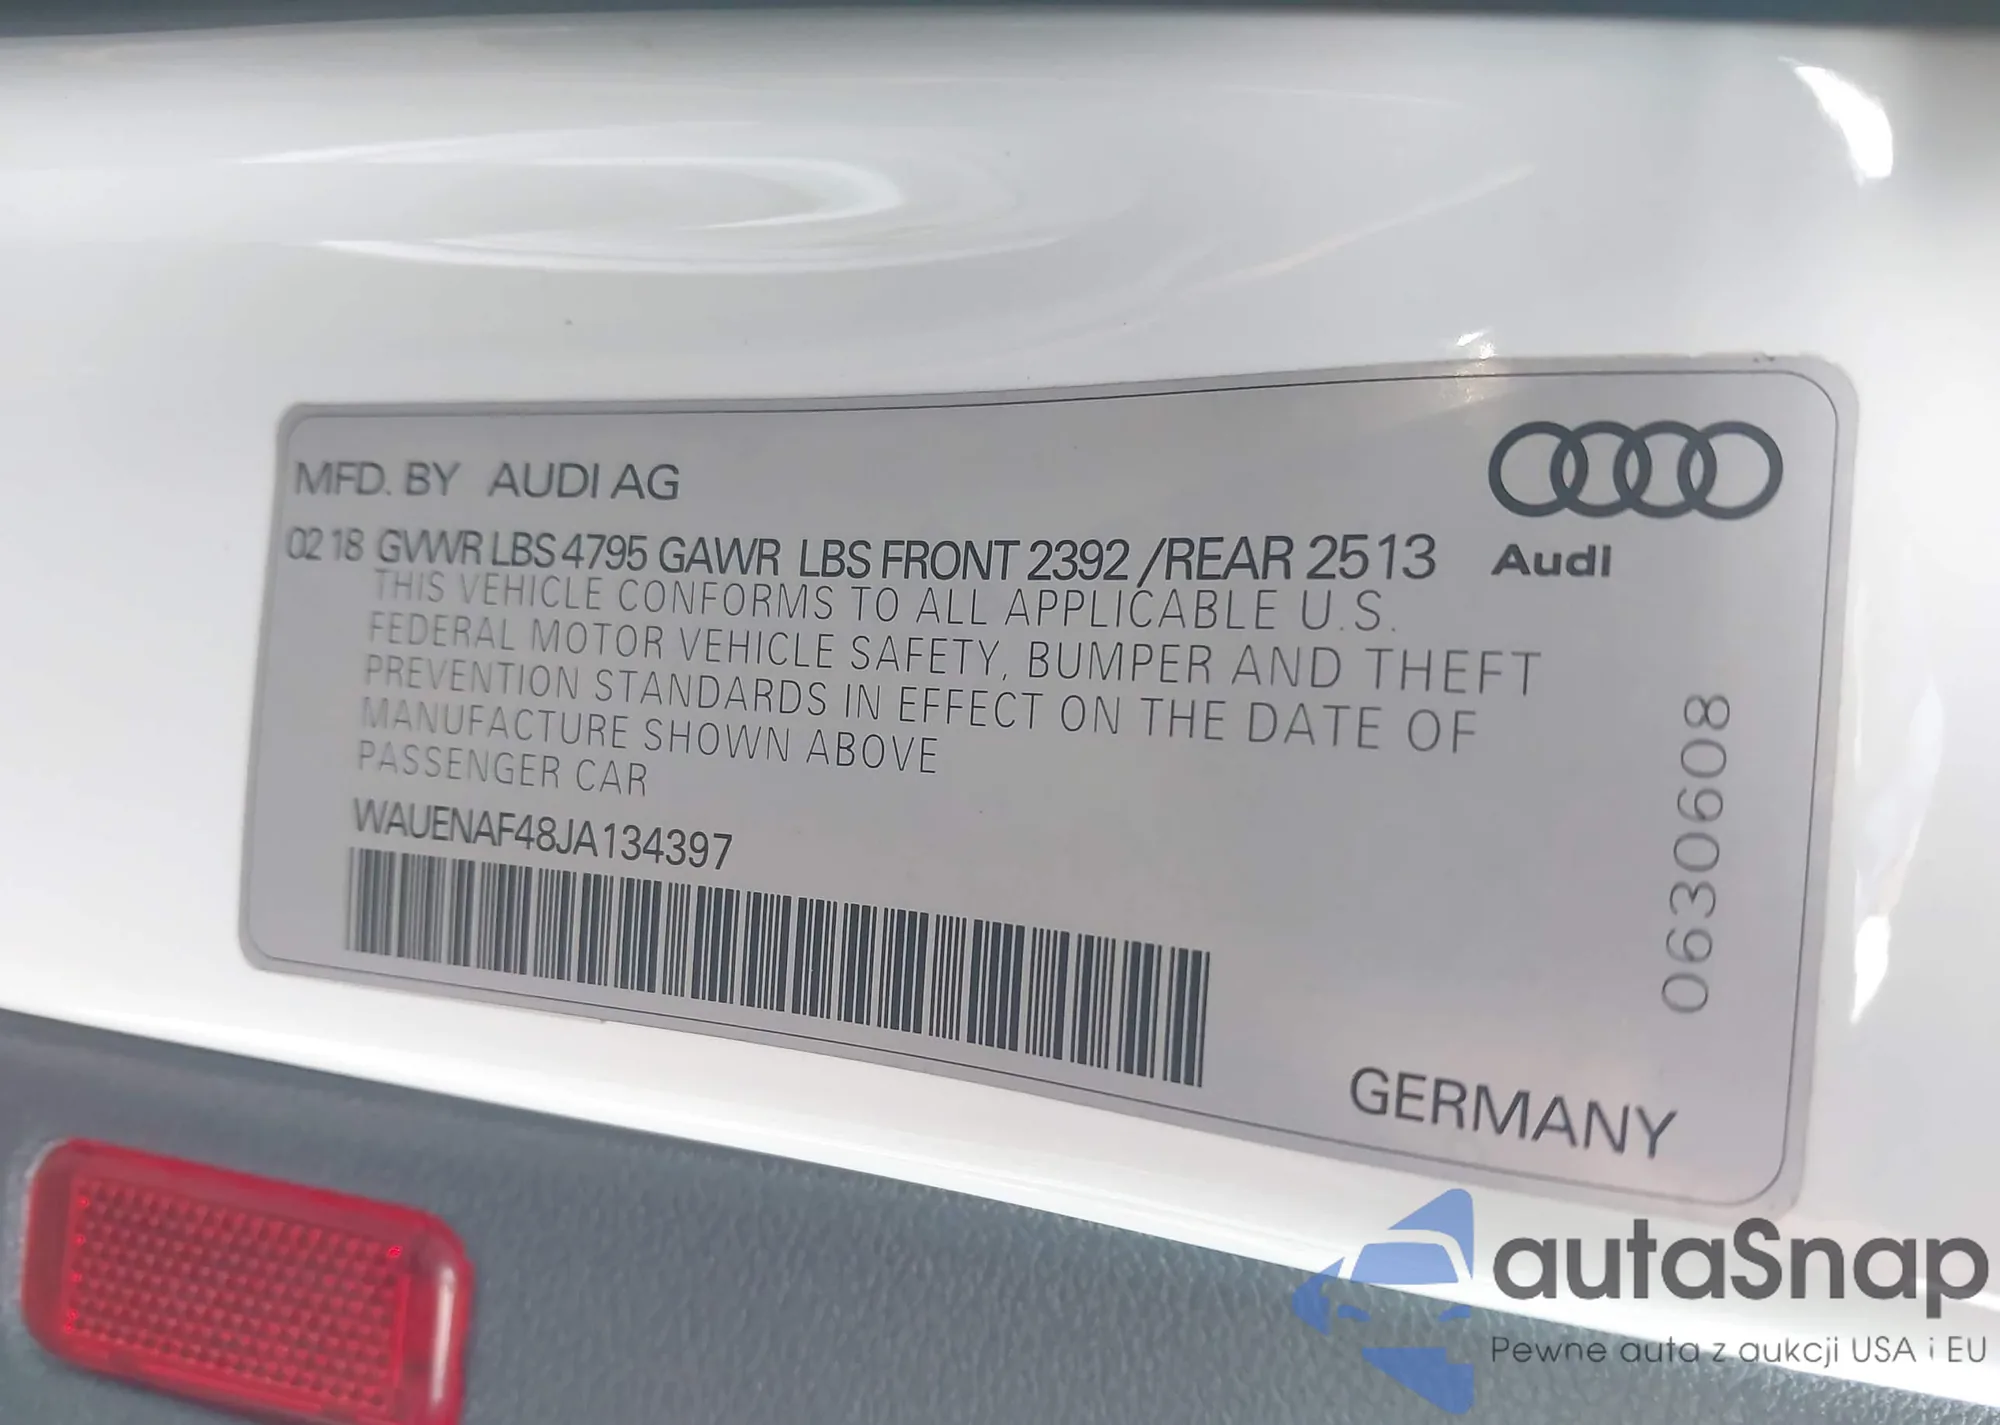 MFD. BY AUDI AG
02 18 GVWR LBS 4795 GAWR LBS FRONT 2392 /REAR 2513
Audi
THIS VEHICLE CONFORMS TO ALL APPLICABLE U.S.
FEDERAL MOTOR VEHICLE SAFETY, BUMPER AND THEFT
PREVENTION STANDARDS IN EFFECT ON THE DATE OF
MANUFACTURE SHOWN ABOVE
PASSENGER CAR
WAUENAF48JA134397
0630608
GERMANY
autaSnap
Pewne auta z aukcji USA i EU